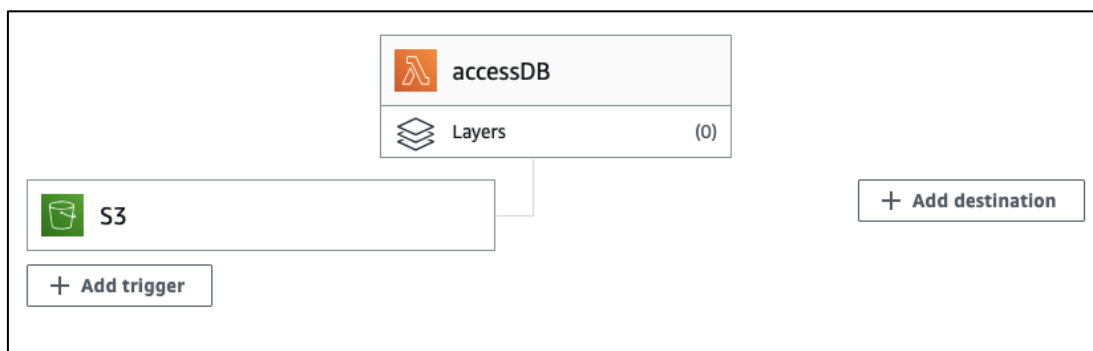 accessDB
Layers (0)
S3
+ Add destination
+ Add trigger